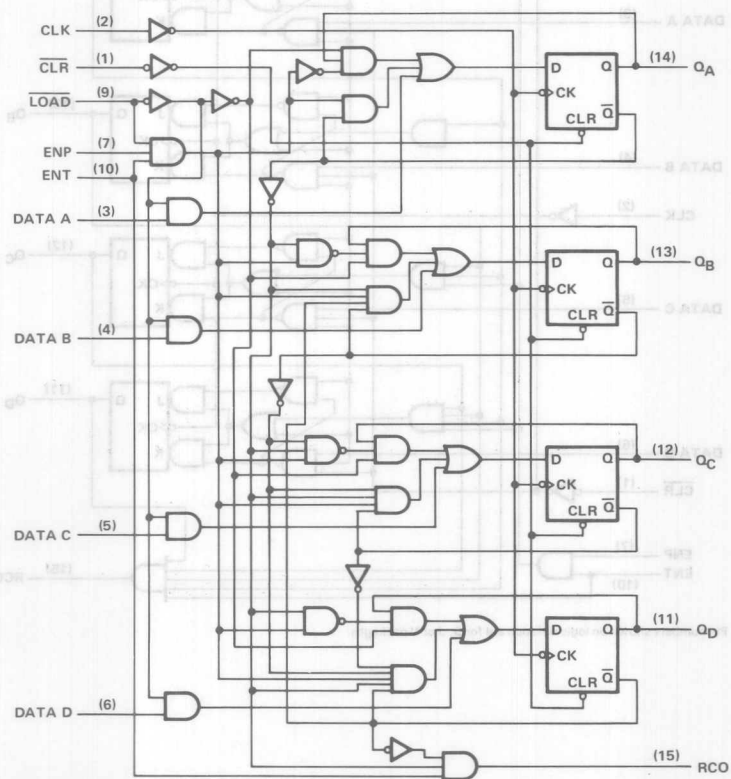 CLK (2)
CLR (1)
LOAD (9)
ENP (7)
ENT (10)
DATA A (3)
D Q (14) QA
CK
CLR Q
DATA B (4)
D Q (13) QB
CK
CLR Q
DATA C (5)
D Q (12) QC
CK
CLR Q
DATA D (6)
D Q (11) QD
CK
CLR Q
(15) RCO